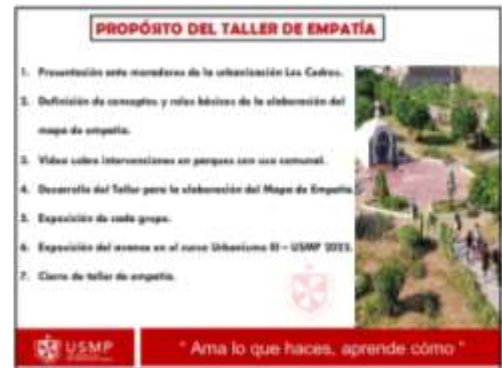 PROPÓSITO DEL TALLER DE EMPATÍA
1. Presentación ante moradores de la urbanización Los Cedros.
2. Definición de conceptos y roles básicos de la elaboración del
mapa de empatía.
3. Video sobre intervenciones en parques con uso comunal.
4. Desarrollo del Taller para la elaboración del Mapa de Empatía.
5. Exposición de cada grupo.
6. Exposición del avance en el curso Urbanismo III – USMP 2023.
7. Cierre de taller de empatía.
USMP
" Ama lo que haces, aprende cómo "